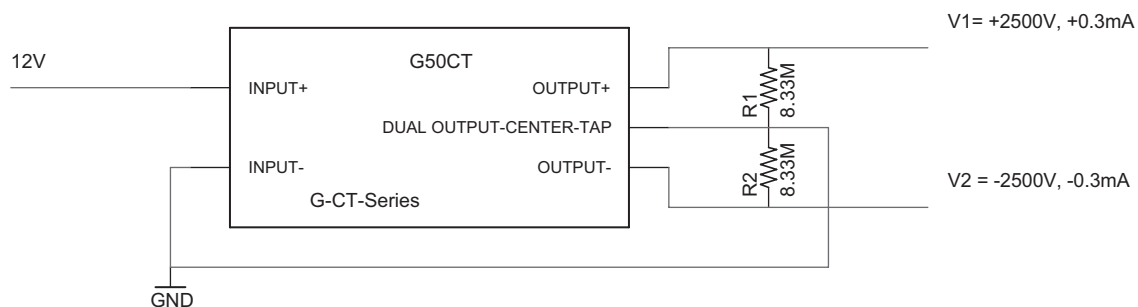 V1= +2500V, +0.3mA
12V
G50CT
INPUT+
OUTPUT+
R1
8.33M
DUAL OUTPUT-CENTER-TAP
INPUT-
OUTPUT-
R2
8.33M
V2 = -2500V, -0.3mA
G-CT-Series
GND